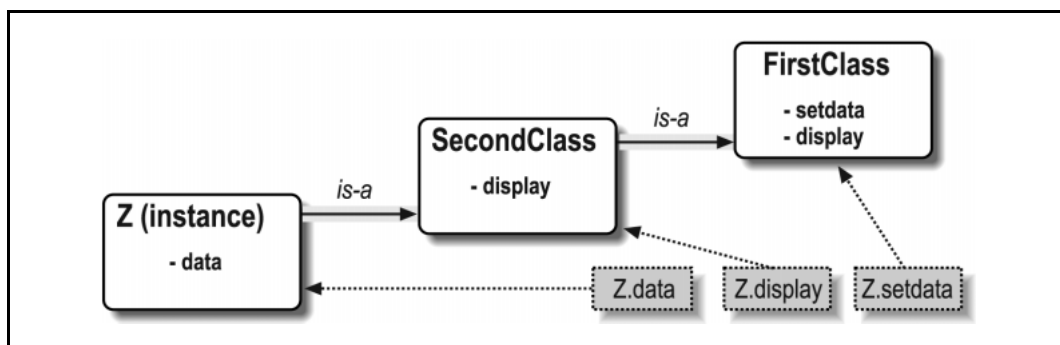 FirstClass
- setdata
- display
is-a
SecondClass
- display
is-a
Z (instance)
- data
Z.data
Z.display
Z.setdata